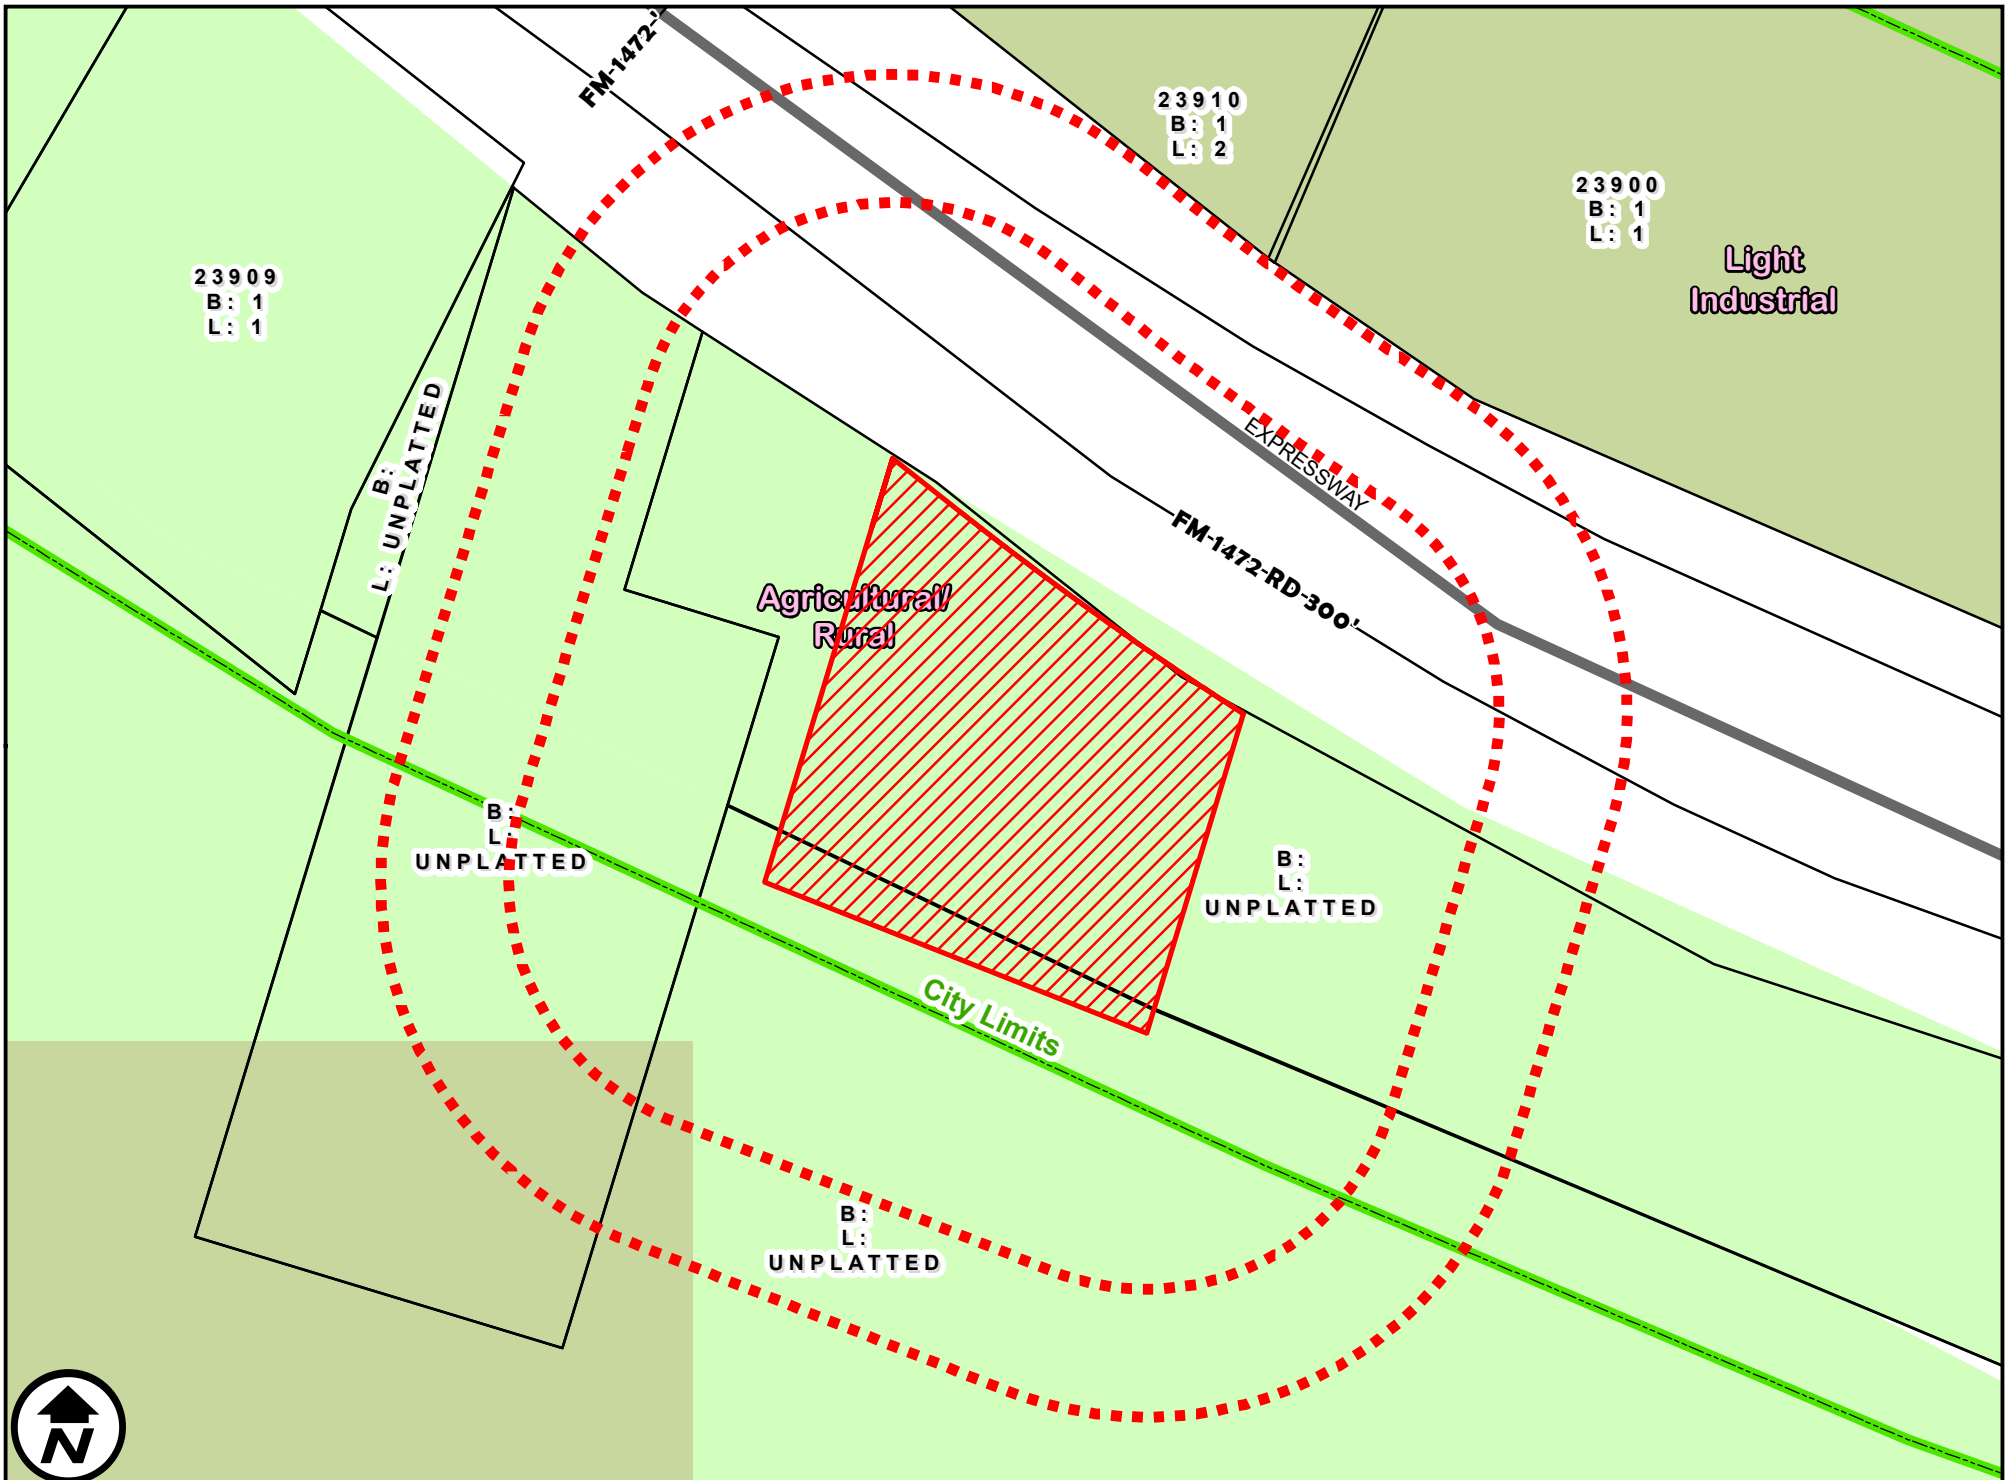 FM-1472-'
23910
B: 1
L: 2
23900
B: 1
L: 1
Light
Industrial
23909
B: 1
L: 1
B:
L: UNPLATTED
EXPRESSWAY
FM-1472-RD-300'
Agricultural/
Rural
B:
L:
UNPLATTED
B:
L:
UNPLATTED
City Limits
B:
L:
UNPLATTED
N